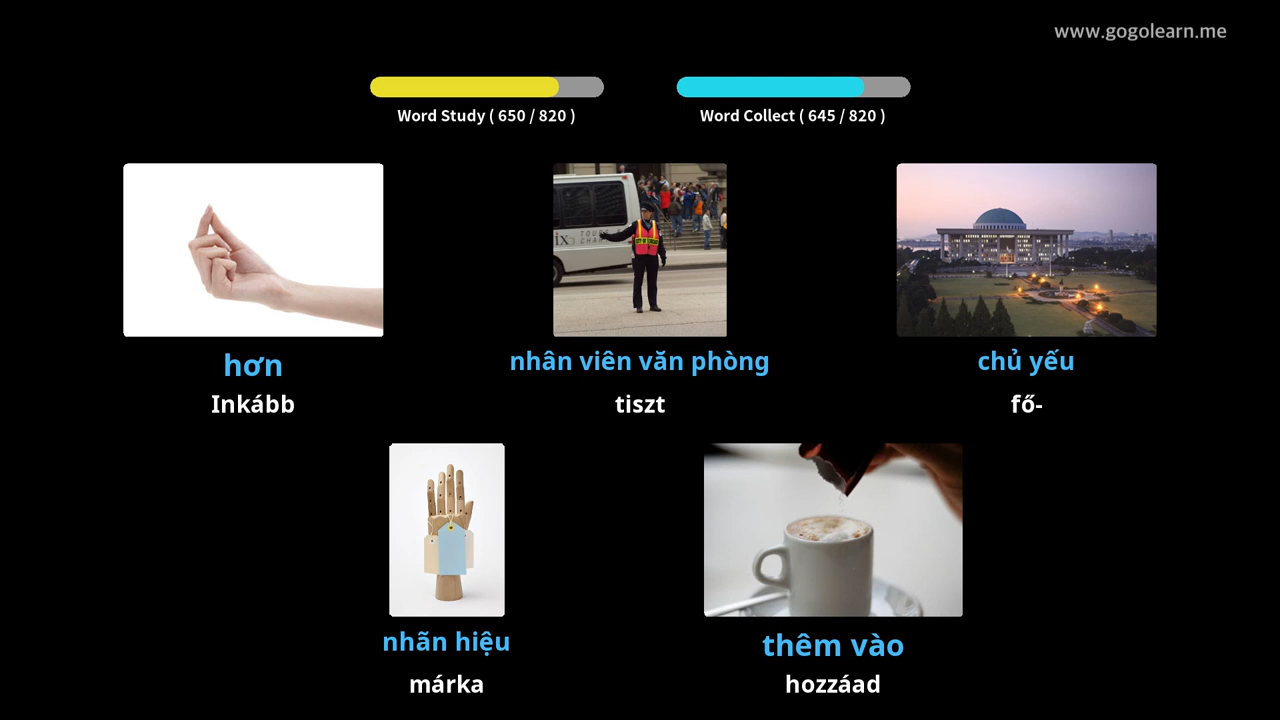 www.gogolearn.me
Word Study ( 650 / 820 )
Word Collect ( 645 / 820 )
hơn
Inkább
nhân viên văn phòng
tiszt
chủ yếu
fő-
nhãn hiệu
márka
thêm vào
hozzáad